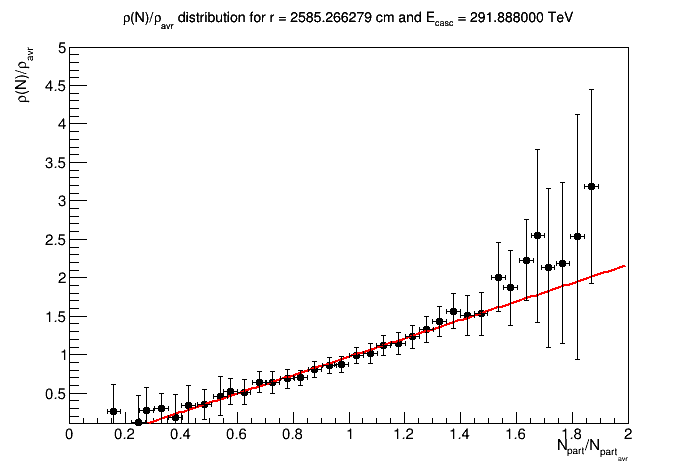 ρ(N)/ρavr distribution for r = 2585.266279 cm and Ecasc = 291.888000 TeV
ρ(N)/ρavr
5
4.5
4
3.5
3
2.5
2
1.5
1
0.5
0 0.2 0.4 0.6 0.8 1 1.2 1.4 1.6 1.8 2
Npart/Npartavr